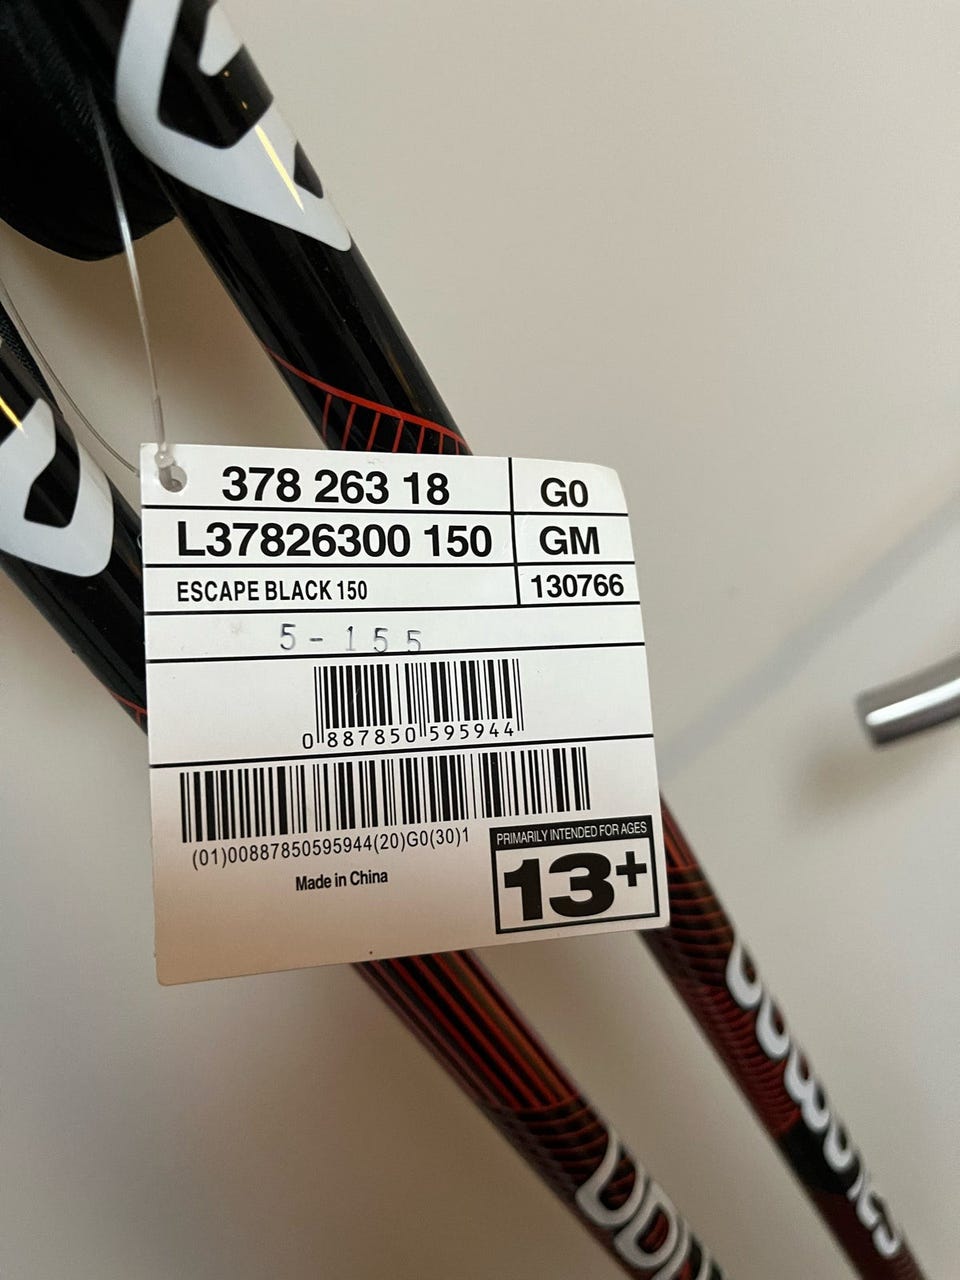 378 263 18 G0
L37826300 150 GM
ESCAPE BLACK 150 130766
5-155
0 887850 595944
(01)00887850595944(20)G0(30)1
Made in China
PRIMARILY INTENDED FOR AGES
13+